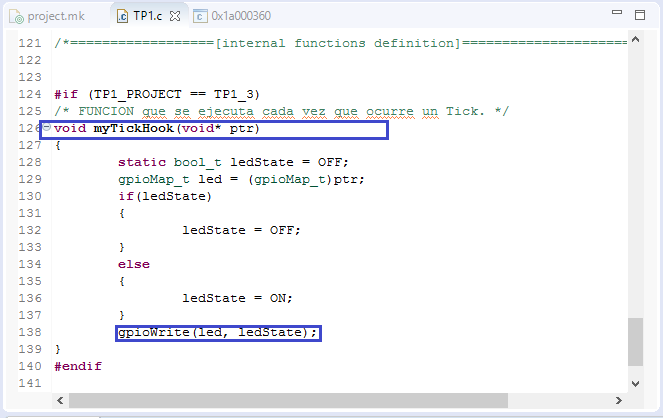 project.mk TP1.c 0x1a000360
121 /*==================[internal functions definition]=====================
122
123
124 #if (TP1_PROJECT == TP1_3)
125 /* FUNCION que se ejecuta cada vez que ocurre un Tick. */
126 void myTickHook(void* ptr)
127 {
128 static bool_t ledState = OFF;
129 gpioMap_t led = (gpioMap_t)ptr;
130 if(ledState)
131 {
132 ledState = OFF;
133 }
134 else
135 {
136 ledState = ON;
137 }
138 gpioWrite(led, ledState);
139 }
140 #endif
141